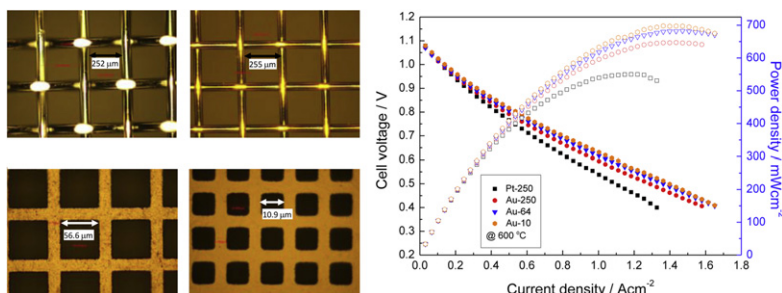 252 µm
255 µm
56.6 µm
10.9 µm
1.2
1.1
1.0
0.9
0.8
0.7
0.6
0.5
0.4
0.3
0.2
Cell voltage / V
Pt-250
Au-250
Au-64
Au-10
@ 600 °C
0.0 0.2 0.4 0.6 0.8 1.0 1.2 1.4 1.6 1.8
Current density / Acm⁻²
700
600
500
400
300
200
100
0
Power density / mWcm⁻²